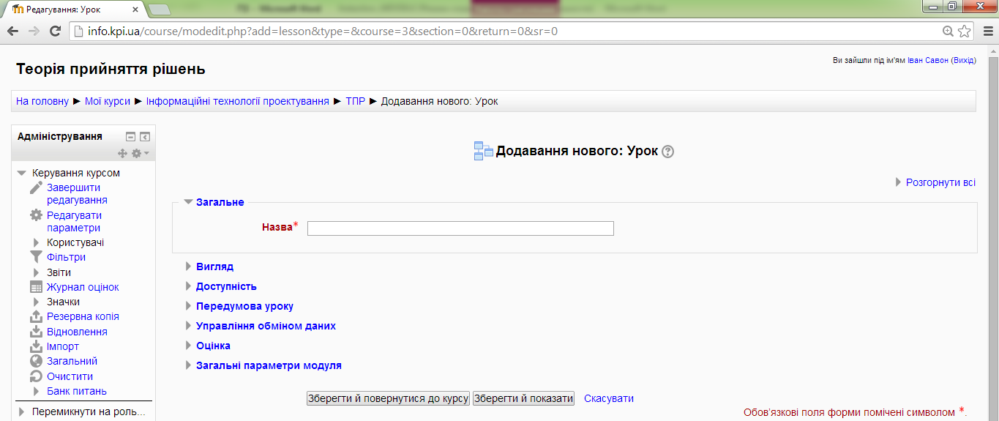 Редагування: Урок
info.kpi.ua/course/modedit.php?add=lesson&type=&course=3&section=0&return=0&sr=0
Теорія прийняття рішень
Ви зайшли під ім'ям Іван Савон (Вихід)
На головну ► Мої курси ► Інформаційні технології проектування ► ТПР ► Додавання нового: Урок
Адміністрування
Керування курсом
Завершити
редагування
Редагувати
параметри
Користувачі
Фільтри
Звіти
Журнал оцінок
Значки
Резервна копія
Відновлення
Імпорт
Загальний
Очистити
Банк питань
Перемикнути на роль...
Додавання нового: Урок
Розгорнути всі
Загальне
Назва*
Вигляд
Доступність
Передумова уроку
Управління обміном даних
Оцінка
Загальні параметри модуля
Зберегти й повернутися до курсу Зберегти й показати Скасувати
Обов'язкові поля форми помічені символом *.